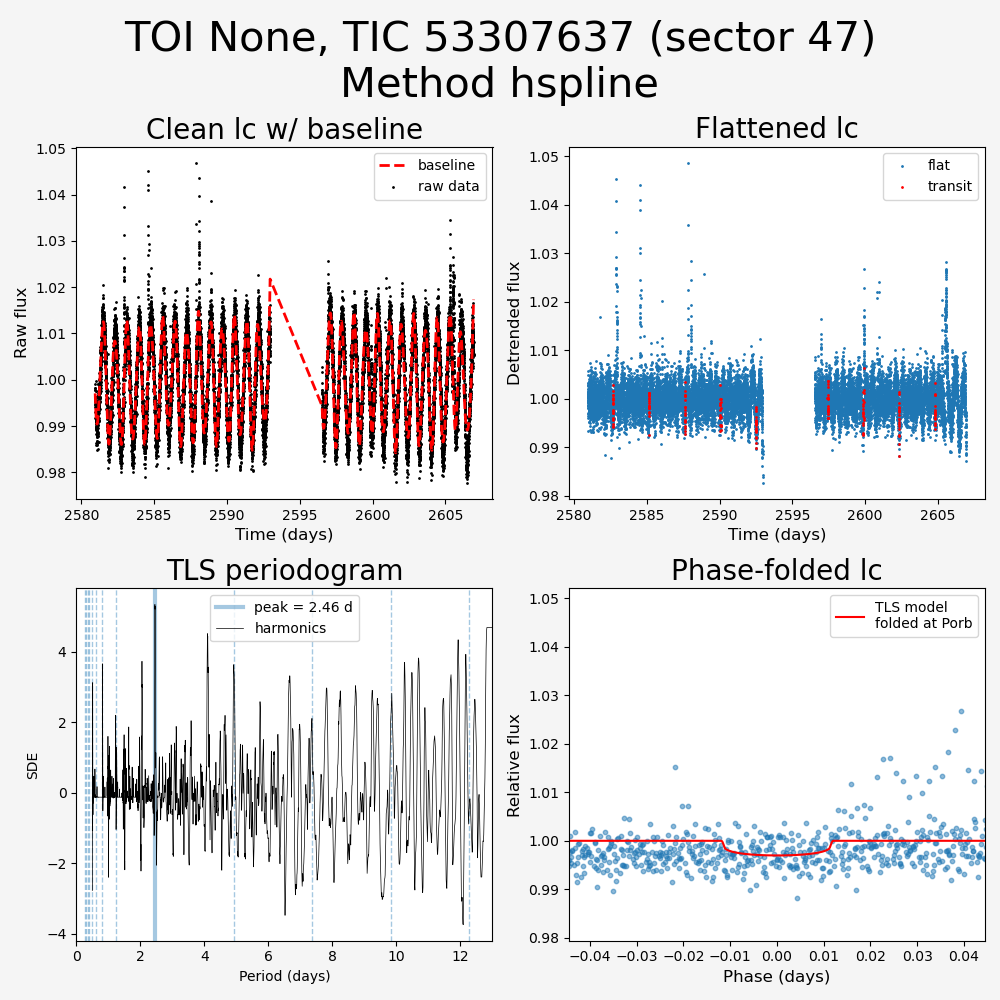 TOI None, TIC 53307637 (sector 47)
Method hspline
Clean lc w/ baseline
Raw flux
1.05
1.04
1.03
1.02
1.01
1.00
0.99
0.98
baseline
raw data
2580 2585 2590 2595 2600 2605
Time (days)
Flattened lc
Detrended flux
1.05
1.04
1.03
1.02
1.01
1.00
0.99
0.98
flat
transit
2580 2585 2590 2595 2600 2605
Time (days)
TLS periodogram
SDE
4
2
0
−2
−4
peak = 2.46 d
harmonics
0 2 4 6 8 10 12
Period (days)
Phase-folded lc
Relative flux
1.05
1.04
1.03
1.02
1.01
1.00
0.99
0.98
TLS model
folded at Porb
−0.04 −0.03 −0.02 −0.01 0.00 0.01 0.02 0.03 0.04
Phase (days)